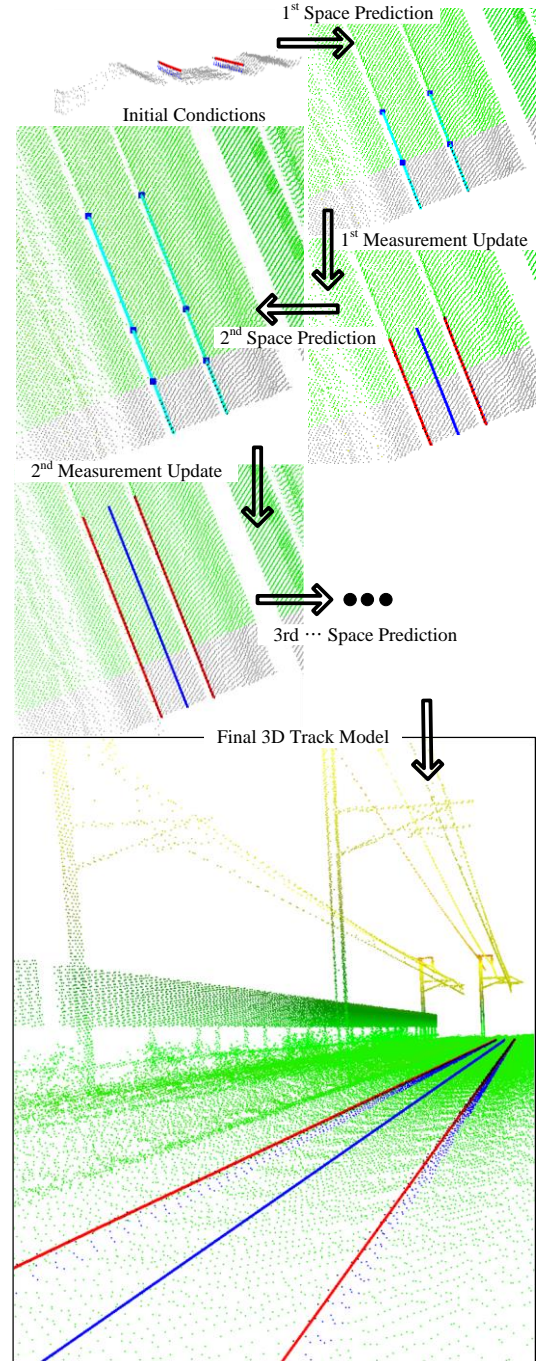 1st Space Prediction
Initial Condictions
1st Measurement Update
2nd Space Prediction
2nd Measurement Update
3rd ··· Space Prediction
Final 3D Track Model